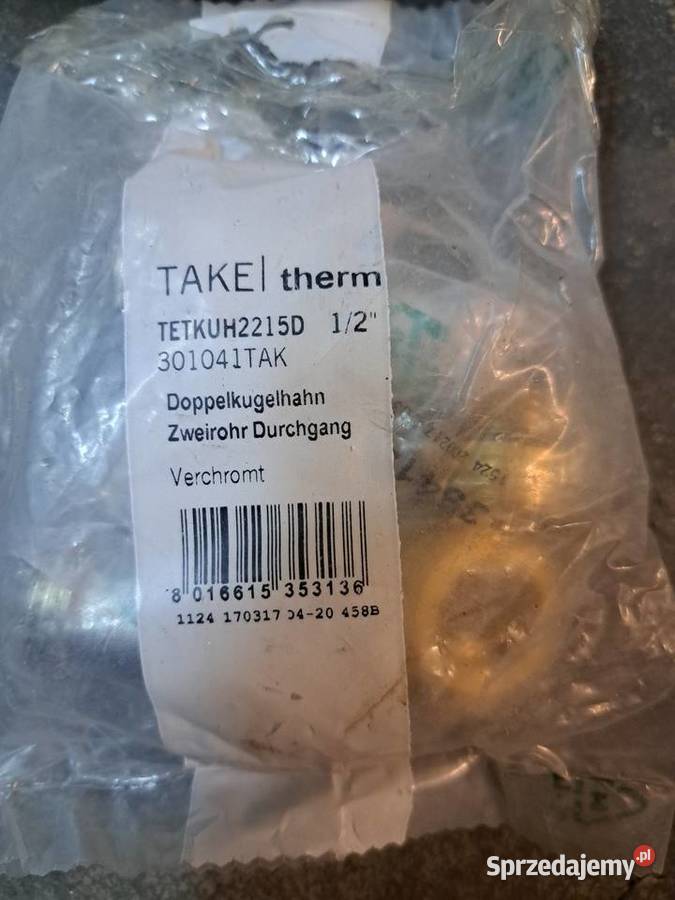 TAKE| therm
TETKUH2215D 1/2"
301041TAK
Doppelkugelhahn
Zweirohr Durchgang
Verchromt
8 016615 353136
1124 170317 04-20 458B
Sprzedajemy.pl